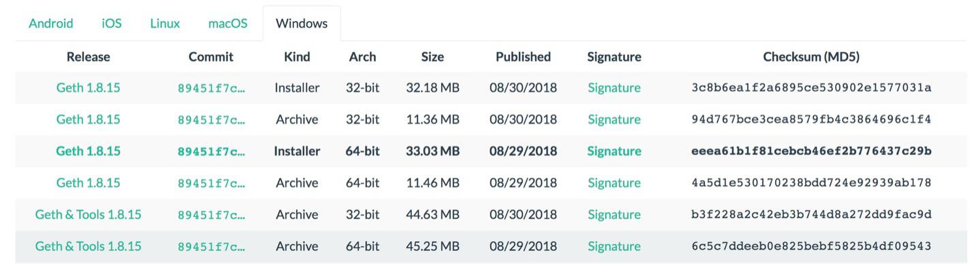 Android iOS Linux macOS Windows
Release Commit Kind Arch Size Published Signature Checksum (MD5)
Geth 1.8.15 89451f7c… Installer 32-bit 32.18 MB 08/30/2018 Signature 3c8b6ea1f2a6895ce530902e1577031a
Geth 1.8.15 89451f7c… Archive 32-bit 11.36 MB 08/30/2018 Signature 94d767bce3cea8579fb4c3864696c1f4
Geth 1.8.15 89451f7c… Installer 64-bit 33.03 MB 08/29/2018 Signature eeea61b1f81cebcb46ef2b776437c29b
Geth 1.8.15 89451f7c… Archive 64-bit 11.46 MB 08/29/2018 Signature 4a5d1e530170238bdd724e92939ab178
Geth & Tools 1.8.15 89451f7c… Archive 32-bit 44.63 MB 08/30/2018 Signature b3f228a2c42eb3b744d8a272dd9fac9d
Geth & Tools 1.8.15 89451f7c… Archive 64-bit 45.25 MB 08/29/2018 Signature 6c5c7ddeeb0e825bebf5825b4df09543